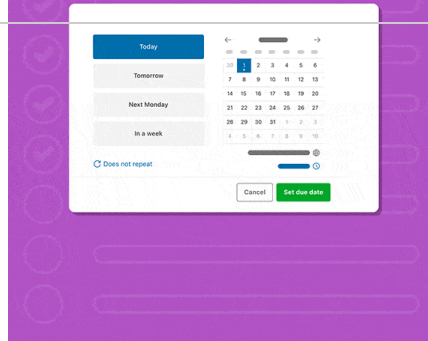 Today
Tomorrow
Next Monday
In a week
Does not repeat
30 1 2 3 4 5 6
7 8 9 10 11 12 13
14 15 16 17 18 19 20
21 22 23 24 25 26 27
28 29 30 31 1 2 3
4 5 6 7 8 9 10
Cancel Set due date